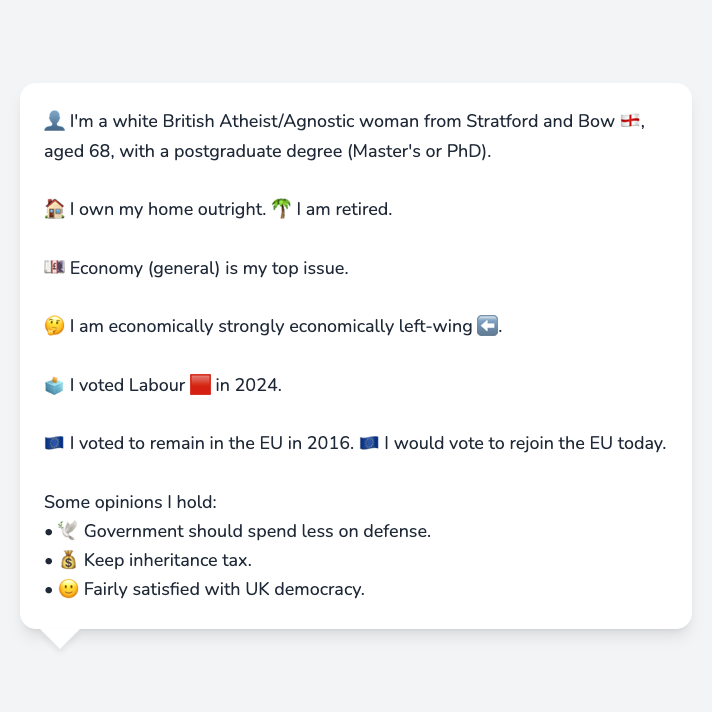 👤 I'm a white British Atheist/Agnostic woman from Stratford and Bow 🏴󠁧󠁢󠁥󠁮󠁧󠁿,
aged 68, with a postgraduate degree (Master's or PhD).
🏠 I own my home outright. 🌴 I am retired.
💷 Economy (general) is my top issue.
🤔 I am economically strongly economically left-wing ⬅️.
🗳️ I voted Labour 🟥 in 2024.
🇪🇺 I voted to remain in the EU in 2016. 🇪🇺 I would vote to rejoin the EU today.
Some opinions I hold:
• 🕊️ Government should spend less on defense.
• 💰 Keep inheritance tax.
• 🙂 Fairly satisfied with UK democracy.